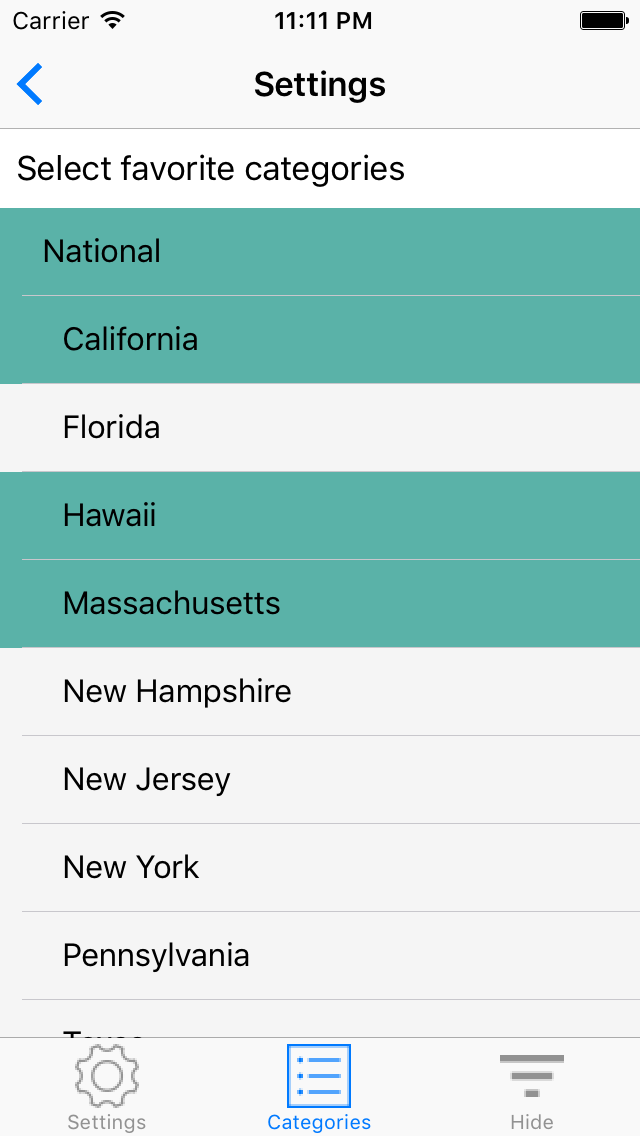 Carrier 11:11 PM
Settings
Select favorite categories
National
California
Florida
Hawaii
Massachusetts
New Hampshire
New Jersey
New York
Pennsylvania
Settings Categories Hide